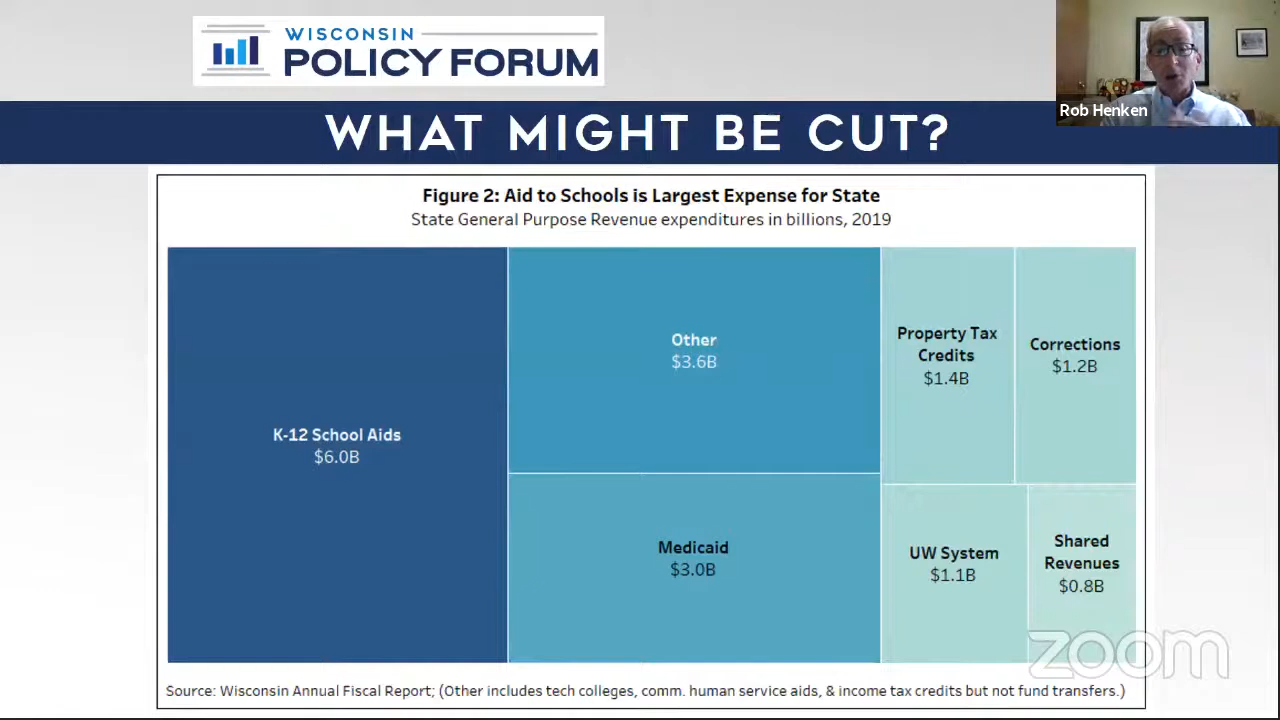 WISCONSIN
POLICY FORUM
Rob Henken
WHAT MIGHT BE CUT?
Figure 2: Aid to Schools is Largest Expense for State
State General Purpose Revenue expenditures in billions, 2019
K-12 School Aids
$6.0B
Other
$3.6B
Medicaid
$3.0B
Property Tax
Credits
$1.4B
Corrections
$1.2B
UW System
$1.1B
Shared
Revenues
$0.8B
zoom
Source: Wisconsin Annual Fiscal Report; (Other includes tech colleges, comm. human service aids, & income tax credits but not fund transfers.)